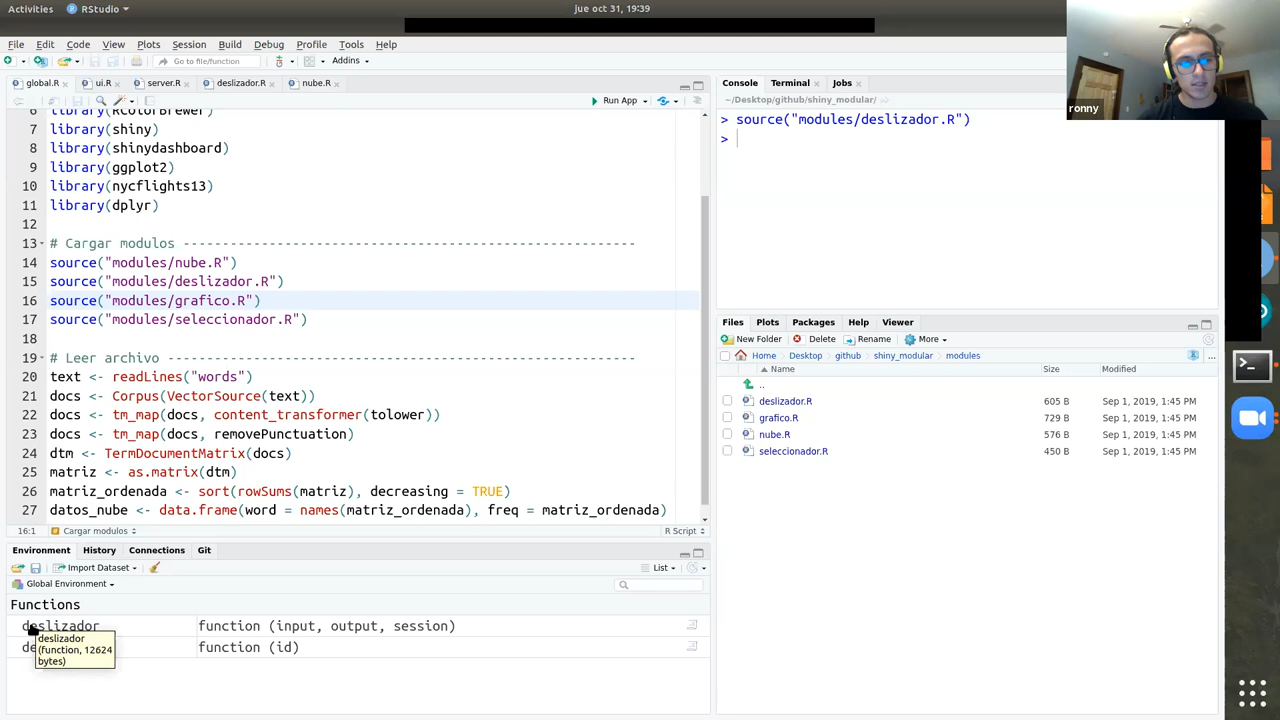 Activities
RStudio
jue oct 31, 19:39
File Edit Code View Plots Session Build Debug Profile Tools Help
Go to file/function
Addins
ronny
global.R ui.R server.R deslizador.R nube.R
Run App
6 library(RColorBrewer)
7 library(shiny)
8 library(shinydashboard)
9 library(ggplot2)
10 library(nycflights13)
11 library(dplyr)
12
13 # Cargar modulos ----------------------------------------------------------
14 source("modules/nube.R")
15 source("modules/deslizador.R")
16 source("modules/grafico.R")
17 source("modules/seleccionador.R")
18
19 # Leer archivo ------------------------------------------------------------
20 text <- readLines("words")
21 docs <- Corpus(VectorSource(text))
22 docs <- tm_map(docs, content_transformer(tolower))
23 docs <- tm_map(docs, removePunctuation)
24 dtm <- TermDocumentMatrix(docs)
25 matriz <- as.matrix(dtm)
26 matriz_ordenada <- sort(rowSums(matriz), decreasing = TRUE)
27 datos_nube <- data.frame(word = names(matriz_ordenada), freq = matriz_ordenada)
16:1 Cargar modulos R Script
Environment History Connections Git
Import Dataset List
Global Environment
Functions
deslizador function (input, output, session)
function (id)
deslizador
(function, 12624
bytes)
Console Terminal Jobs
~/Desktop/github/shiny_modular/
> source("modules/deslizador.R")
>
Files Plots Packages Help Viewer
New Folder Delete Rename More
Home Desktop github shiny_modular modules
...
Name Size Modified
..
deslizador.R 605 B Sep 1, 2019, 1:45 PM
grafico.R 729 B Sep 1, 2019, 1:45 PM
nube.R 576 B Sep 1, 2019, 1:45 PM
seleccionador.R 450 B Sep 1, 2019, 1:45 PM